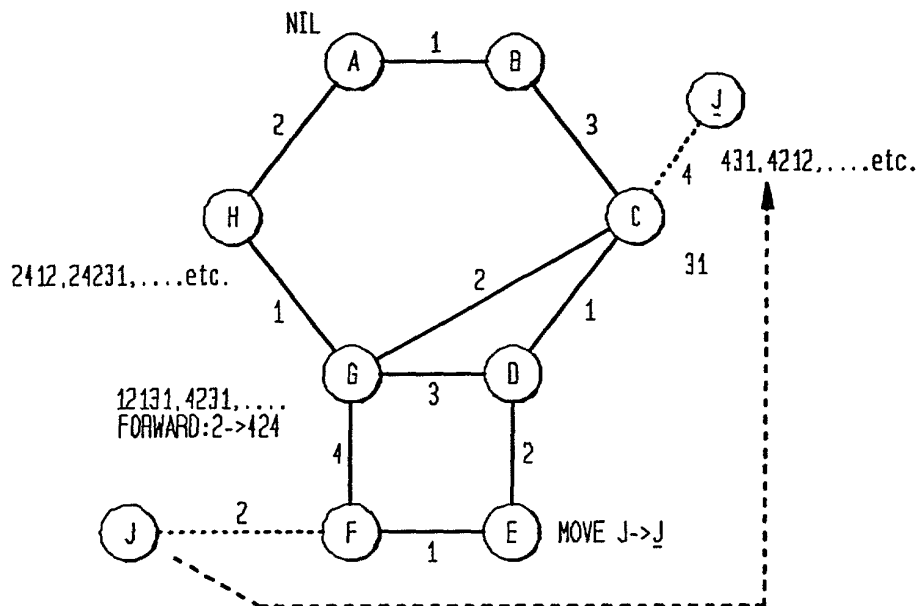 NIL
A
1
B
J
2
3
4
431,4212,.....etc.
H
C
2412,24231,....etc.
31
2
1
1
G
D
3
12131,4231,....
FORWARD:2->424
4
2
2
J
F
E
MOVE J->J
1